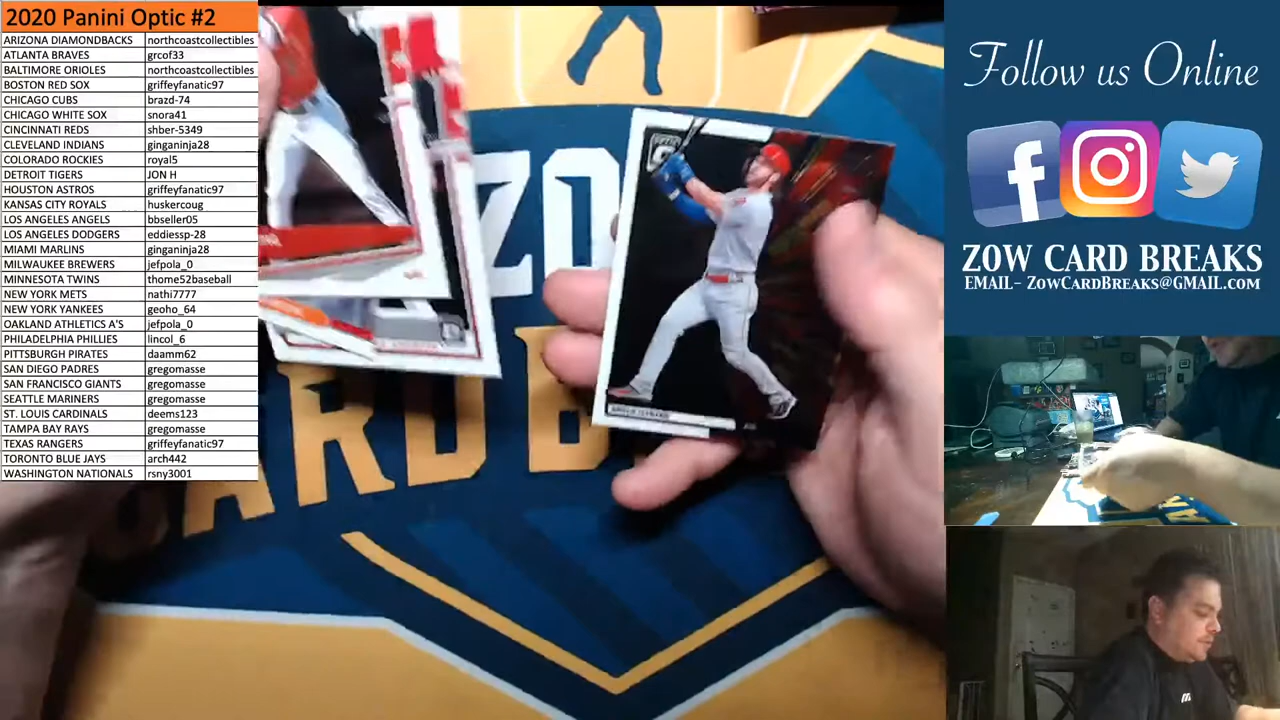 2020 Panini Optic #2
ARIZONA DIAMONDBACKS northcoastcollectibles
ATLANTA BRAVES grcof33
BALTIMORE ORIOLES northcoastcollectibles
BOSTON RED SOX griffeyfanatic97
CHICAGO CUBS brazd-74
CHICAGO WHITE SOX snora41
CINCINNATI REDS shber-5349
CLEVELAND INDIANS ginganinja28
COLORADO ROCKIES royal5
DETROIT TIGERS JON H
HOUSTON ASTROS griffeyfanatic97
KANSAS CITY ROYALS huskercoug
LOS ANGELES ANGELS bbseller05
LOS ANGELES DODGERS eddiessp-28
MIAMI MARLINS ginganinja28
MILWAUKEE BREWERS jefpola_0
MINNESOTA TWINS thome52baseball
NEW YORK METS nathi7777
NEW YORK YANKEES geoho_64
OAKLAND ATHLETICS A'S jefpola_0
PHILADELPHIA PHILLIES lincol_6
PITTSBURGH PIRATES daamm62
SAN DIEGO PADRES gregomasse
SAN FRANCISCO GIANTS gregomasse
SEATTLE MARINERS gregomasse
ST. LOUIS CARDINALS deems123
TAMPA BAY RAYS gregomasse
TEXAS RANGERS griffeyfanatic97
TORONTO BLUE JAYS arch442
WASHINGTON NATIONALS rsny3001
ZO
CARD B
Follow us Online
ZOW CARD BREAKS
EMAIL- ZOWCARDBREAKS@GMAIL.COM